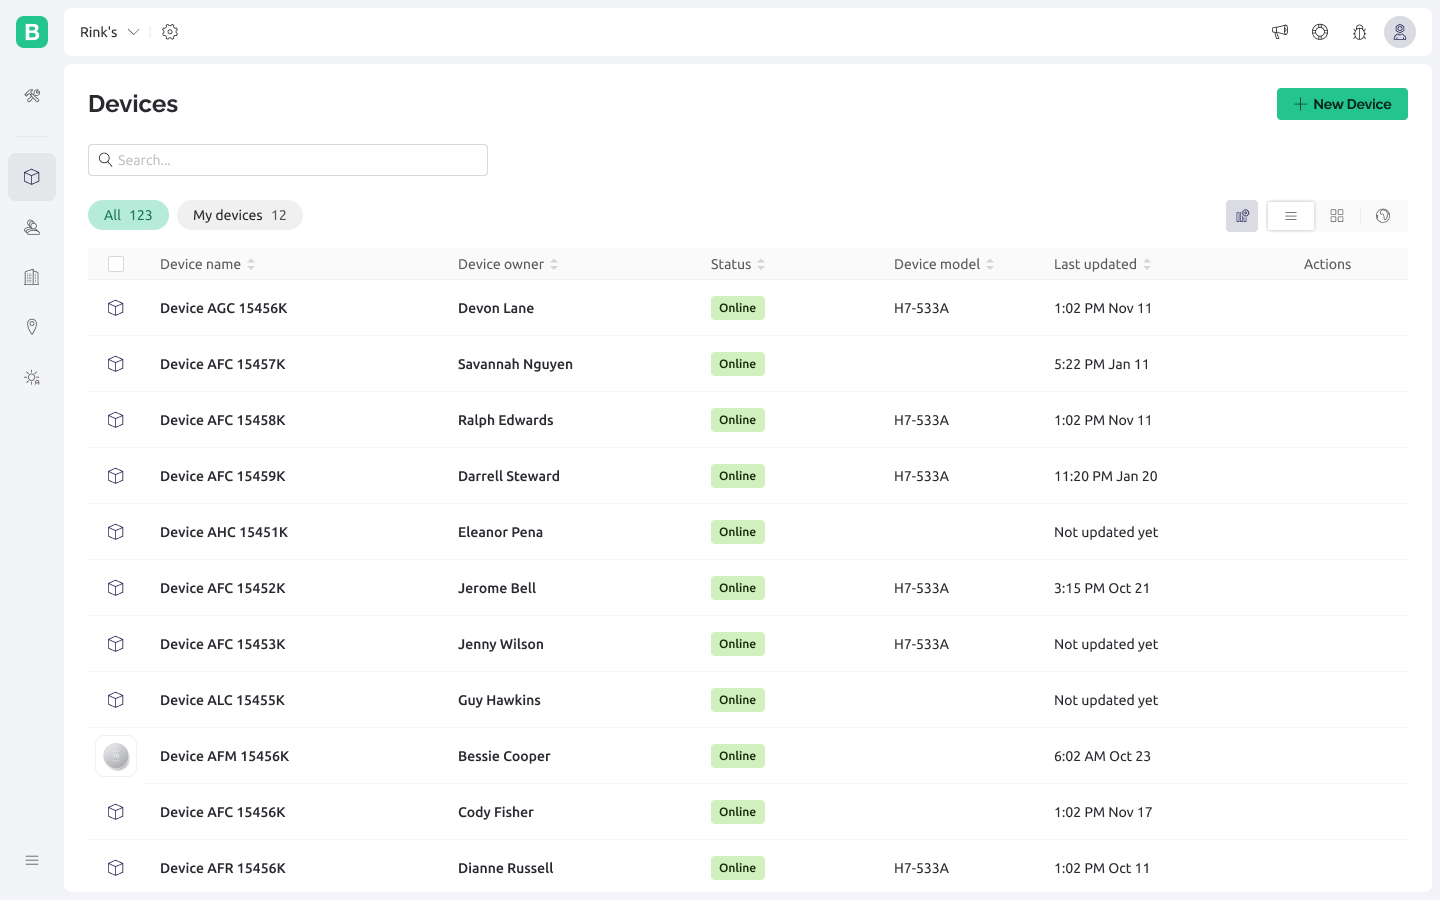 B
Rink's
Devices
New Device
Search...
All 123
My devices 12
Device name Device owner Status Device model Last updated Actions
Device AGC 15456K Devon Lane Online H7-533A 1:02 PM Nov 11
Device AFC 15457K Savannah Nguyen Online 5:22 PM Jan 11
Device AFC 15458K Ralph Edwards Online H7-533A 1:02 PM Nov 11
Device AFC 15459K Darrell Steward Online H7-533A 11:20 PM Jan 20
Device AHC 15451K Eleanor Pena Online Not updated yet
Device AFC 15452K Jerome Bell Online H7-533A 3:15 PM Oct 21
Device AFC 15453K Jenny Wilson Online H7-533A Not updated yet
Device ALC 15455K Guy Hawkins Online Not updated yet
Device AFM 15456K Bessie Cooper Online 6:02 AM Oct 23
Device AFC 15456K Cody Fisher Online 1:02 PM Nov 17
Device AFR 15456K Dianne Russell Online H7-533A 1:02 PM Oct 11